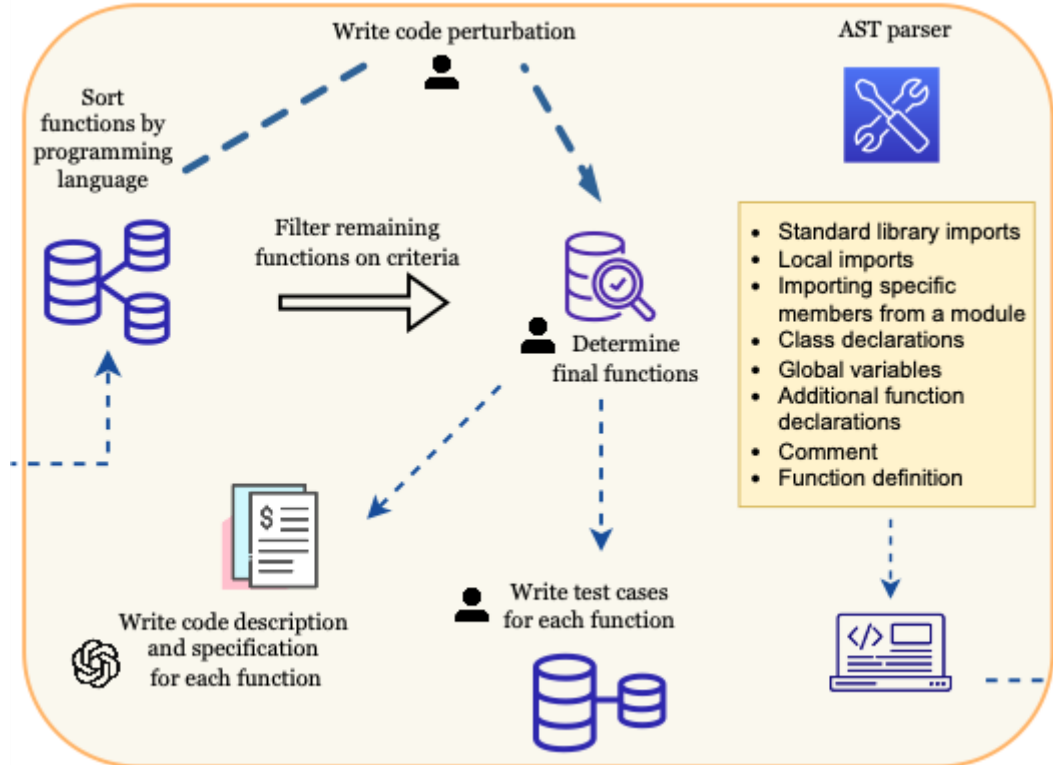 Write code perturbation
AST parser
Sort
functions by
programming
language
Filter remaining
functions on criteria
Determine
final functions
• Standard library imports
• Local imports
• Importing specific
members from a module
• Class declarations
• Global variables
• Additional function
declarations
• Comment
• Function definition
$
Write code description
and specification
for each function
Write test cases
for each function
</>